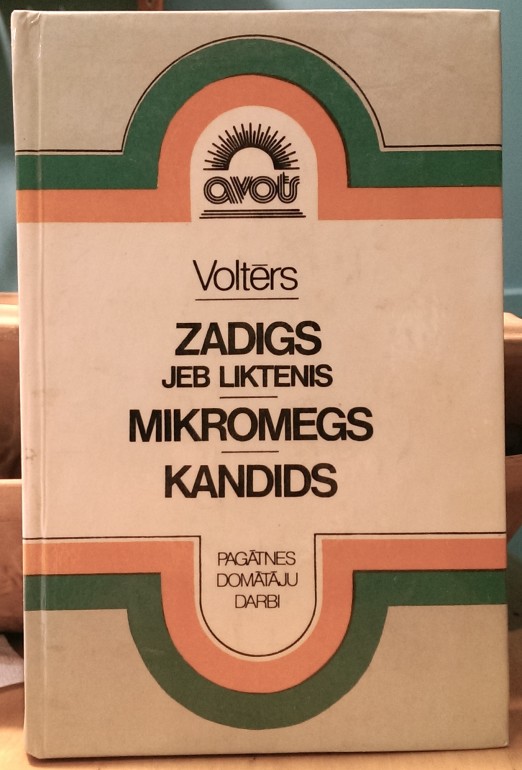 avots
Voltērs
ZADIGS
JEB LIKTENIS
MIKROMEGS
KANDIDS
PAGĀTNES
DOMĀTĀJU
DARBI